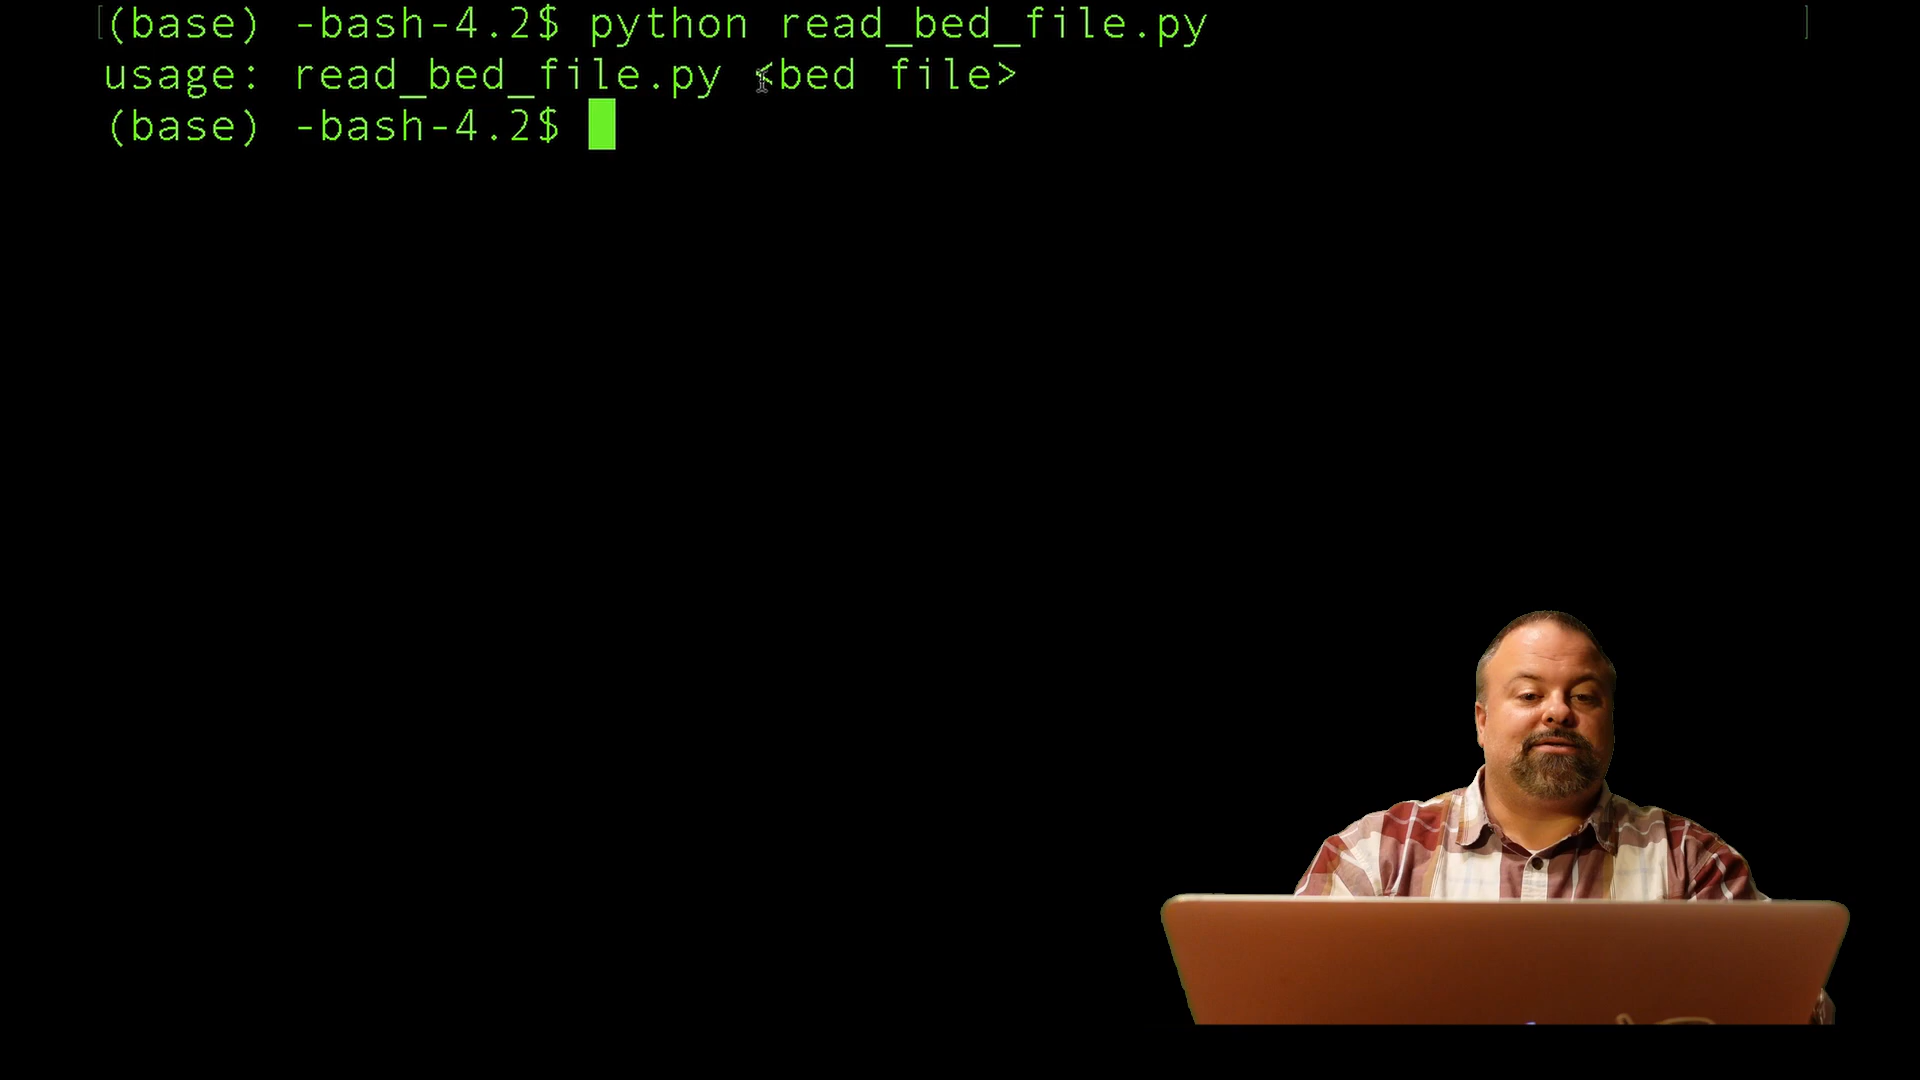 [(base) -bash-4.2$ python read_bed_file.py ]
usage: read_bed_file.py <bed file>
(base) -bash-4.2$